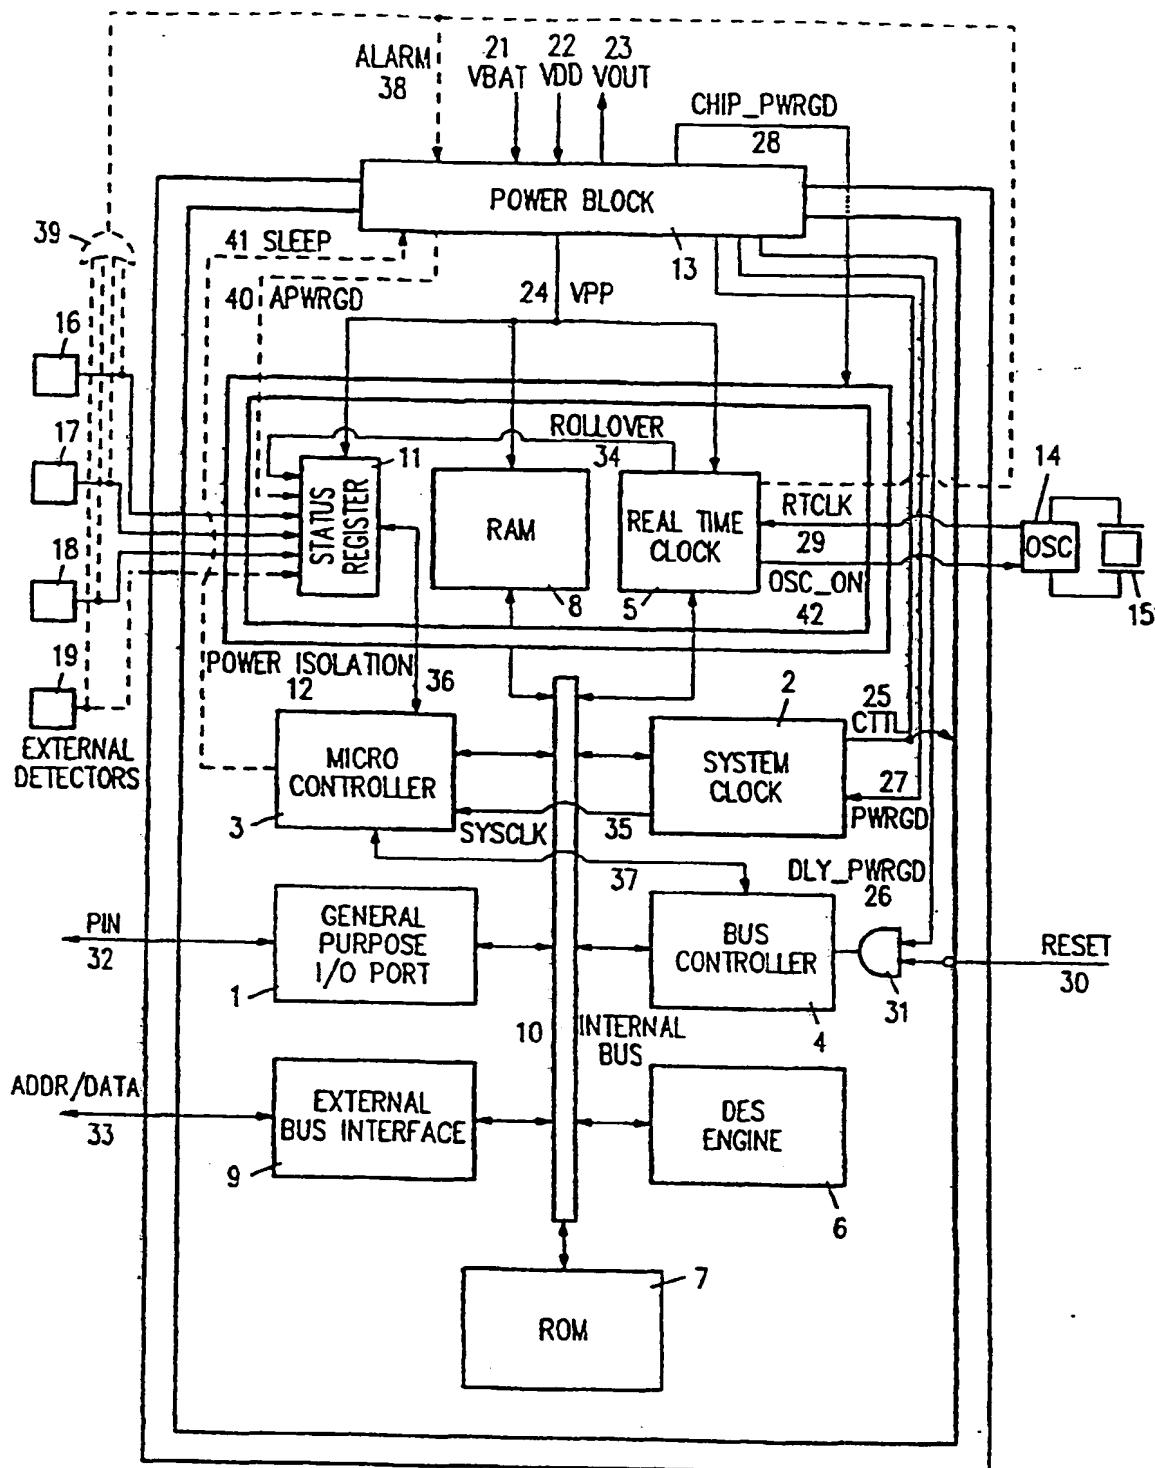 ALARM
38
21
VBAT
22
VDD
23
VOUT
CHIP_PWRGD
28
POWER BLOCK
13
39
41 SLEEP
40 APWRGD
24 VPP
16
17
18
19
EXTERNAL
DETECTORS
ROLLOVER
34
11
STATUS
REGISTER
RAM
8
REAL TIME
CLOCK
5
RTCLK
29
OSC_ON
42
14
OSC
15
POWER ISOLATION
12
36
MICRO
CONTROLLER
3
SYSCLK
35
2
SYSTEM
CLOCK
25
CTTL
27
PWRGD
37
DLY_PWRGD
26
PIN
32
GENERAL
PURPOSE
I/O PORT
1
BUS
CONTROLLER
4
31
RESET
30
10
INTERNAL
BUS
ADDR/DATA
33
EXTERNAL
BUS INTERFACE
9
DES
ENGINE
6
7
ROM